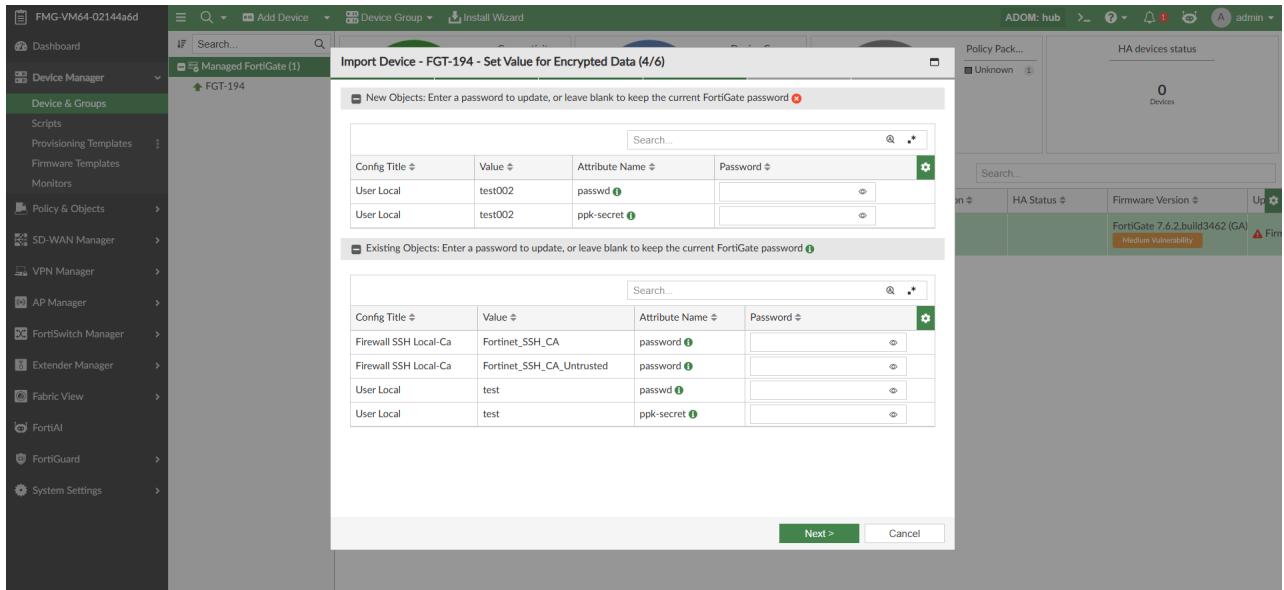 FMG-VM64-02144a6d
Add Device
Device Group
Install Wizard
ADOM: hub
1
A
admin
Dashboard
Device Manager
Device & Groups
Scripts
Provisioning Templates
Firmware Templates
Monitors
Policy & Objects
SD-WAN Manager
VPN Manager
AP Manager
FortiSwitch Manager
Extender Manager
Fabric View
FortiAI
FortiGuard
System Settings
Search...
Managed FortiGate (1)
FGT-194
Import Device - FGT-194 - Set Value for Encrypted Data (4/6)
New Objects: Enter a password to update, or leave blank to keep the current FortiGate password
Search...
Config Title Value Attribute Name Password
User Local test002 passwd
User Local test002 ppk-secret
Existing Objects: Enter a password to update, or leave blank to keep the current FortiGate password
Search...
Config Title Value Attribute Name Password
Firewall SSH Local-Ca Fortinet_SSH_CA password
Firewall SSH Local-Ca Fortinet_SSH_CA_Untrusted password
User Local test passwd
User Local test ppk-secret
Next >
Cancel
Policy Pack...
Unknown 1
HA devices status
0
Devices
Search...
HA Status Firmware Version
FortiGate 7.6.2,build3462 (GA)
Medium Vulnerability